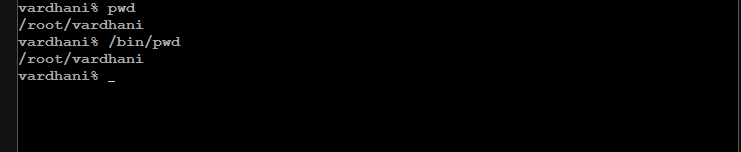 vardhani% pwd
/root/vardhani
vardhani% /bin/pwd
/root/vardhani
vardhani% _